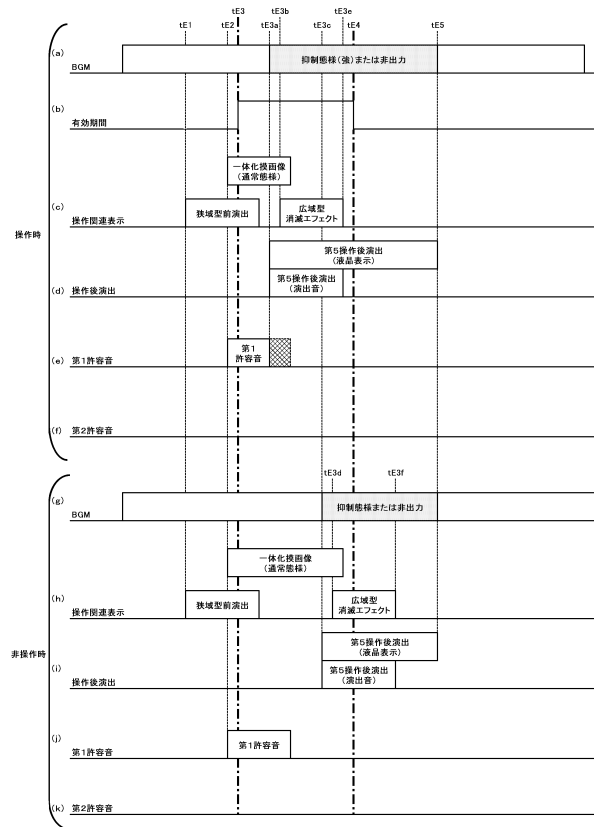 tE3 tE3b tE3e
tE1 tE2 tE3a tE3c tE4 tE5
(a)
BGM
抑制態様(強)または非出力
(b)
有効期間
一体化摸画像
(通常態様)
(c)
操作関連表示
狭域型前演出
広域型
消滅エフェクト
操作時
第5操作後演出
(液晶表示)
(d)
操作後演出
第5操作後演出
(演出音)
(e)
第1許容音
第1
許容音
(f)
第2許容音
tE3d tE3f
(g)
BGM
抑制態様または非出力
一体化摸画像
(通常態様)
(h)
操作関連表示
狭域型前演出
広域型
消滅エフェクト
非操作時
第5操作後演出
(液晶表示)
(i)
操作後演出
第5操作後演出
(演出音)
(j)
第1許容音
第1許容音
(k)
第2許容音